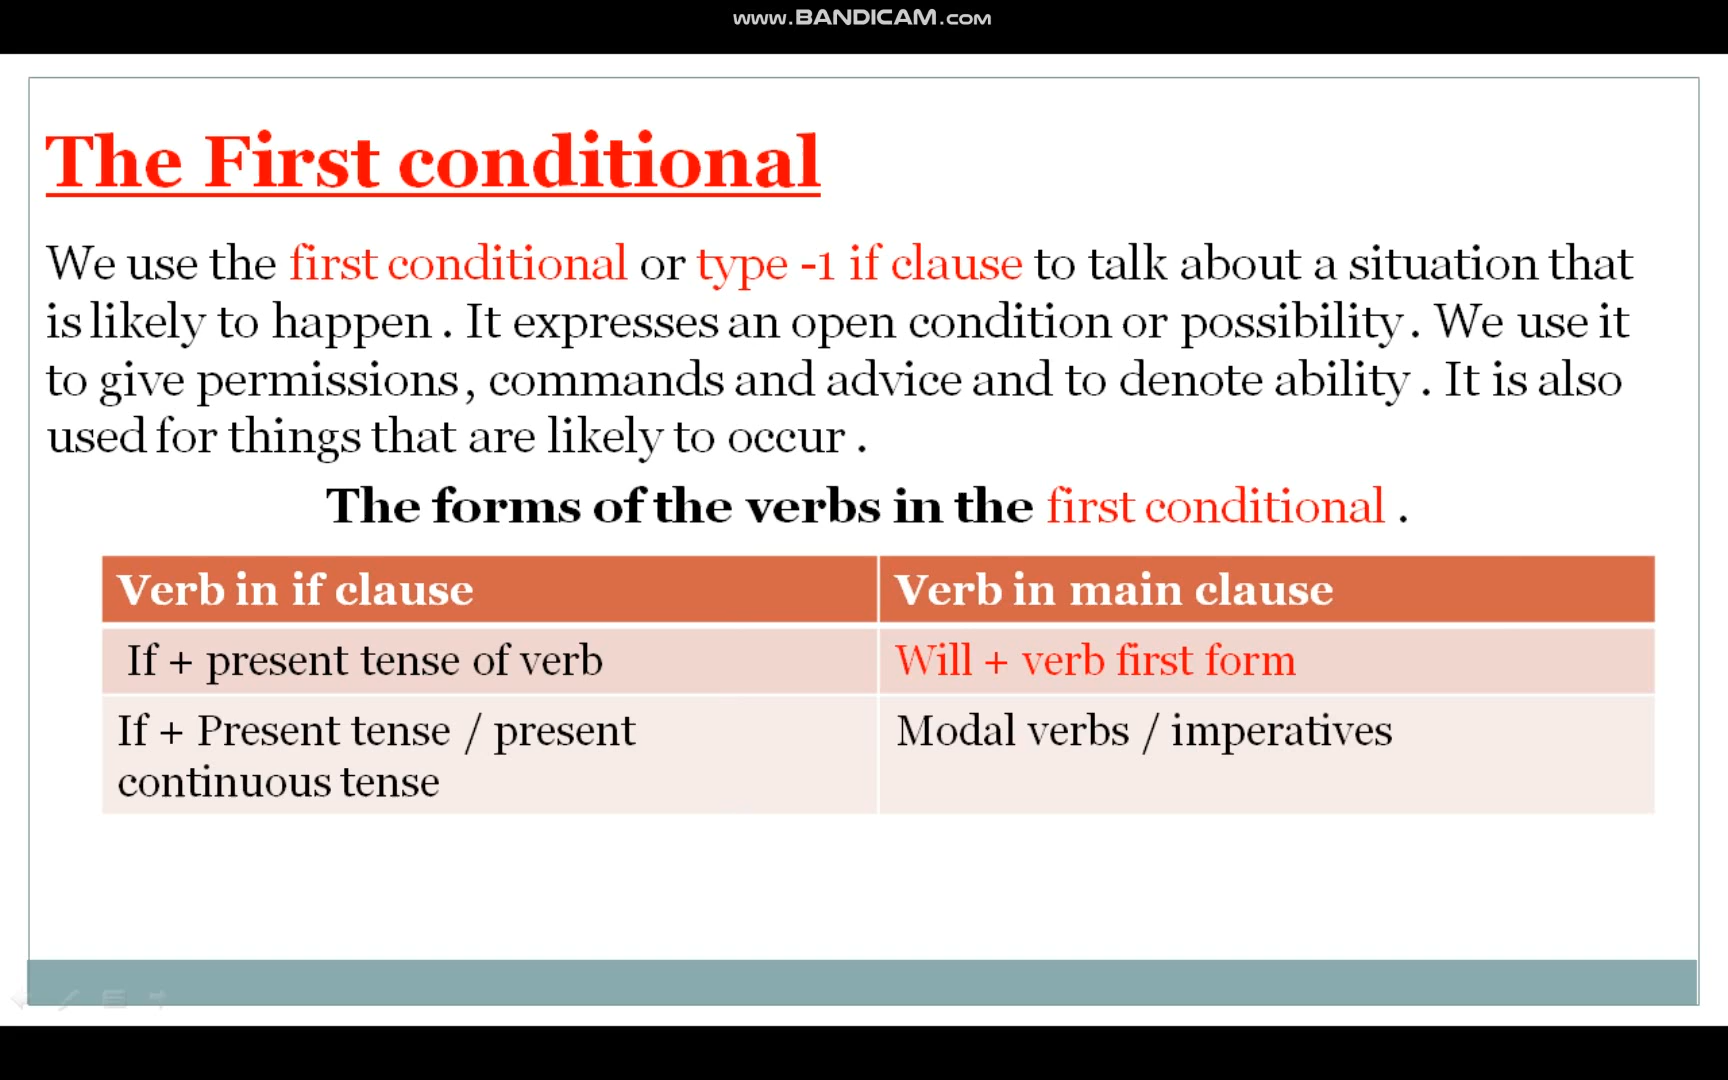 www.BANDICAM.com
The First conditional
We use the first conditional or type -1 if clause to talk about a situation that
is likely to happen . It expresses an open condition or possibility . We use it
to give permissions, commands and advice and to denote ability . It is also
used for things that are likely to occur .
The forms of the verbs in the first conditional .
Verb in if clause
Verb in main clause
If + present tense of verb
Will + verb first form
If + Present tense / present
continuous tense
Modal verbs / imperatives